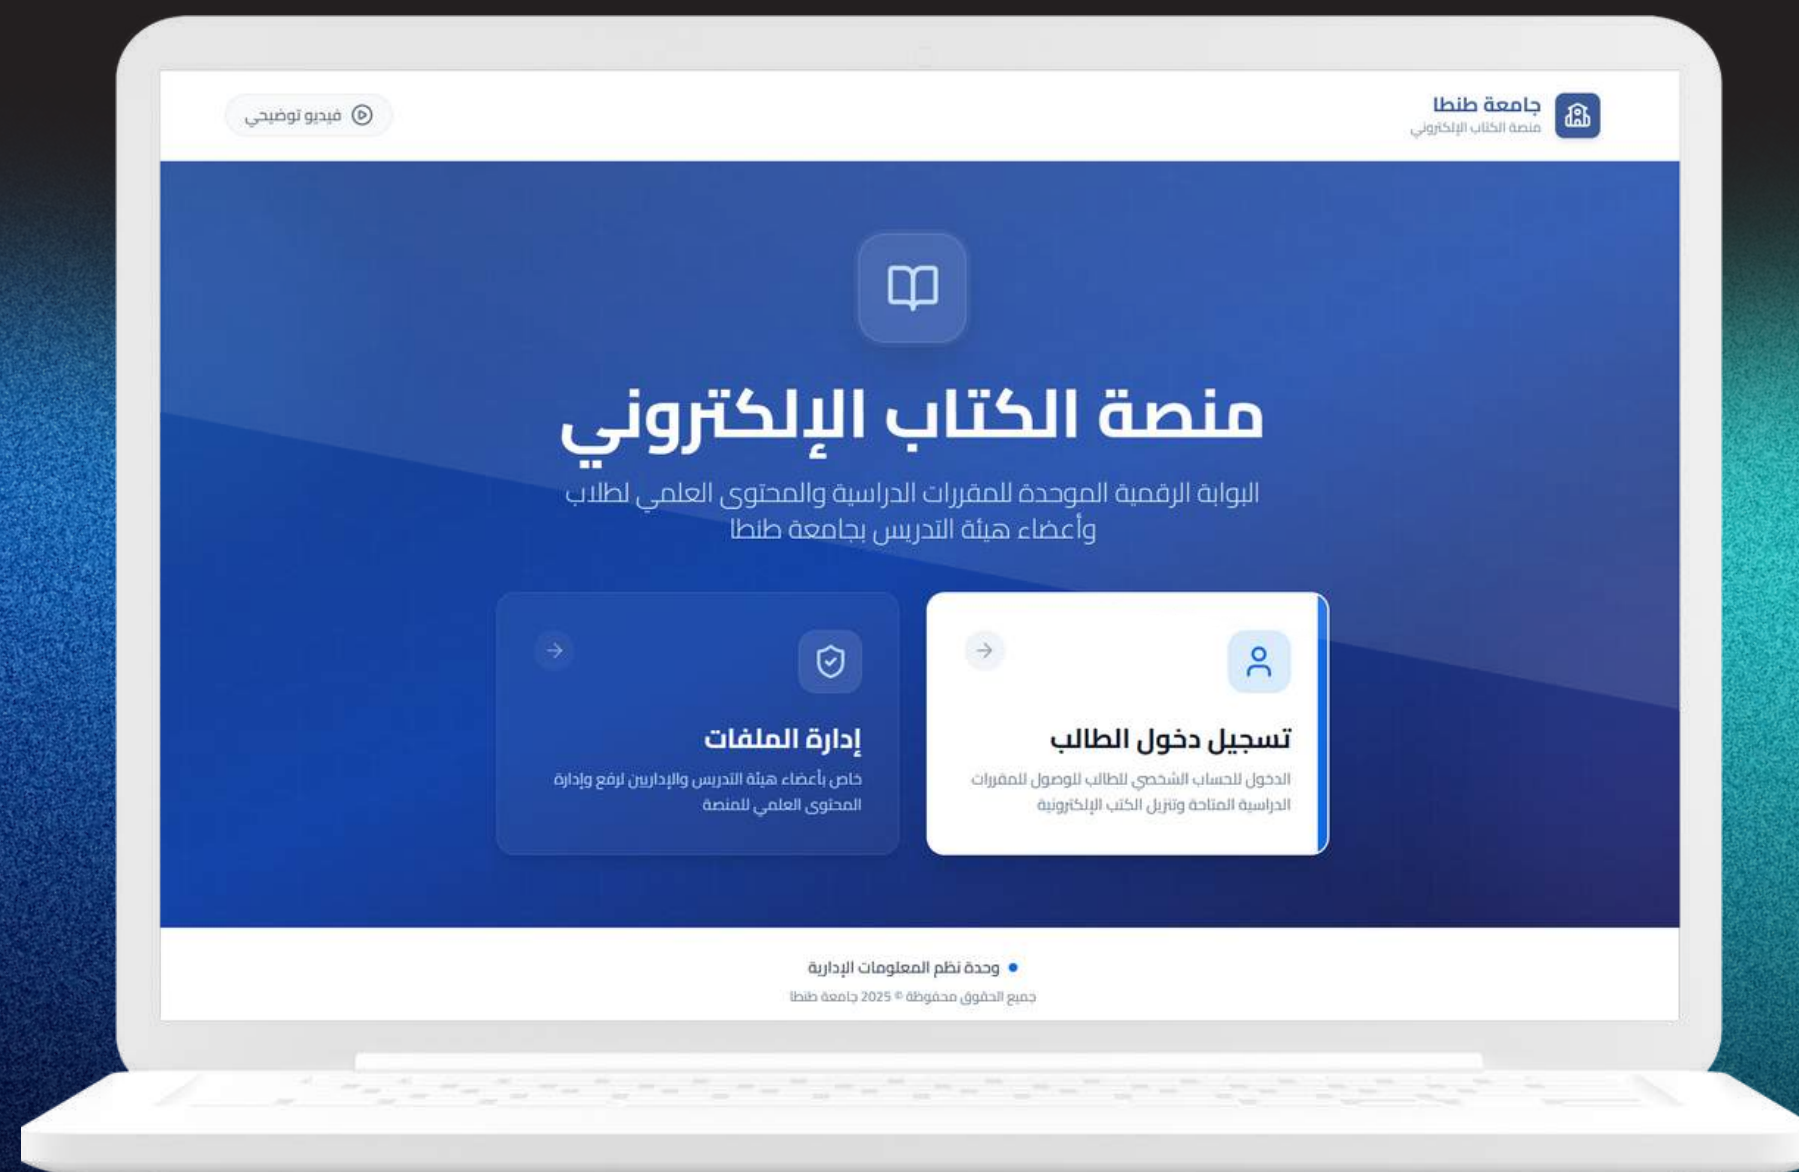 جامعة طنطا
منصة الكتاب الإلكتروني
فيديو توضيحي
منصة الكتاب الإلكتروني
البوابة الرقمية الموحدة للمقررات الدراسية والمحتوى العلمي لطلاب
وأعضاء هيئة التدريس بجامعة طنطا
تسجيل دخول الطالب
الدخول للحساب الشخصي للطالب للوصول للمقررات
الدراسية المتاحة وتنزيل الكتب الإلكترونية
إدارة الملفات
خاص بأعضاء هيئة التدريس والإداريين لرفع وإدارة
المحتوى العلمي للمنصة
وحدة نظم المعلومات الإدارية
جميع الحقوق محفوظة © 2025 جامعة طنطا